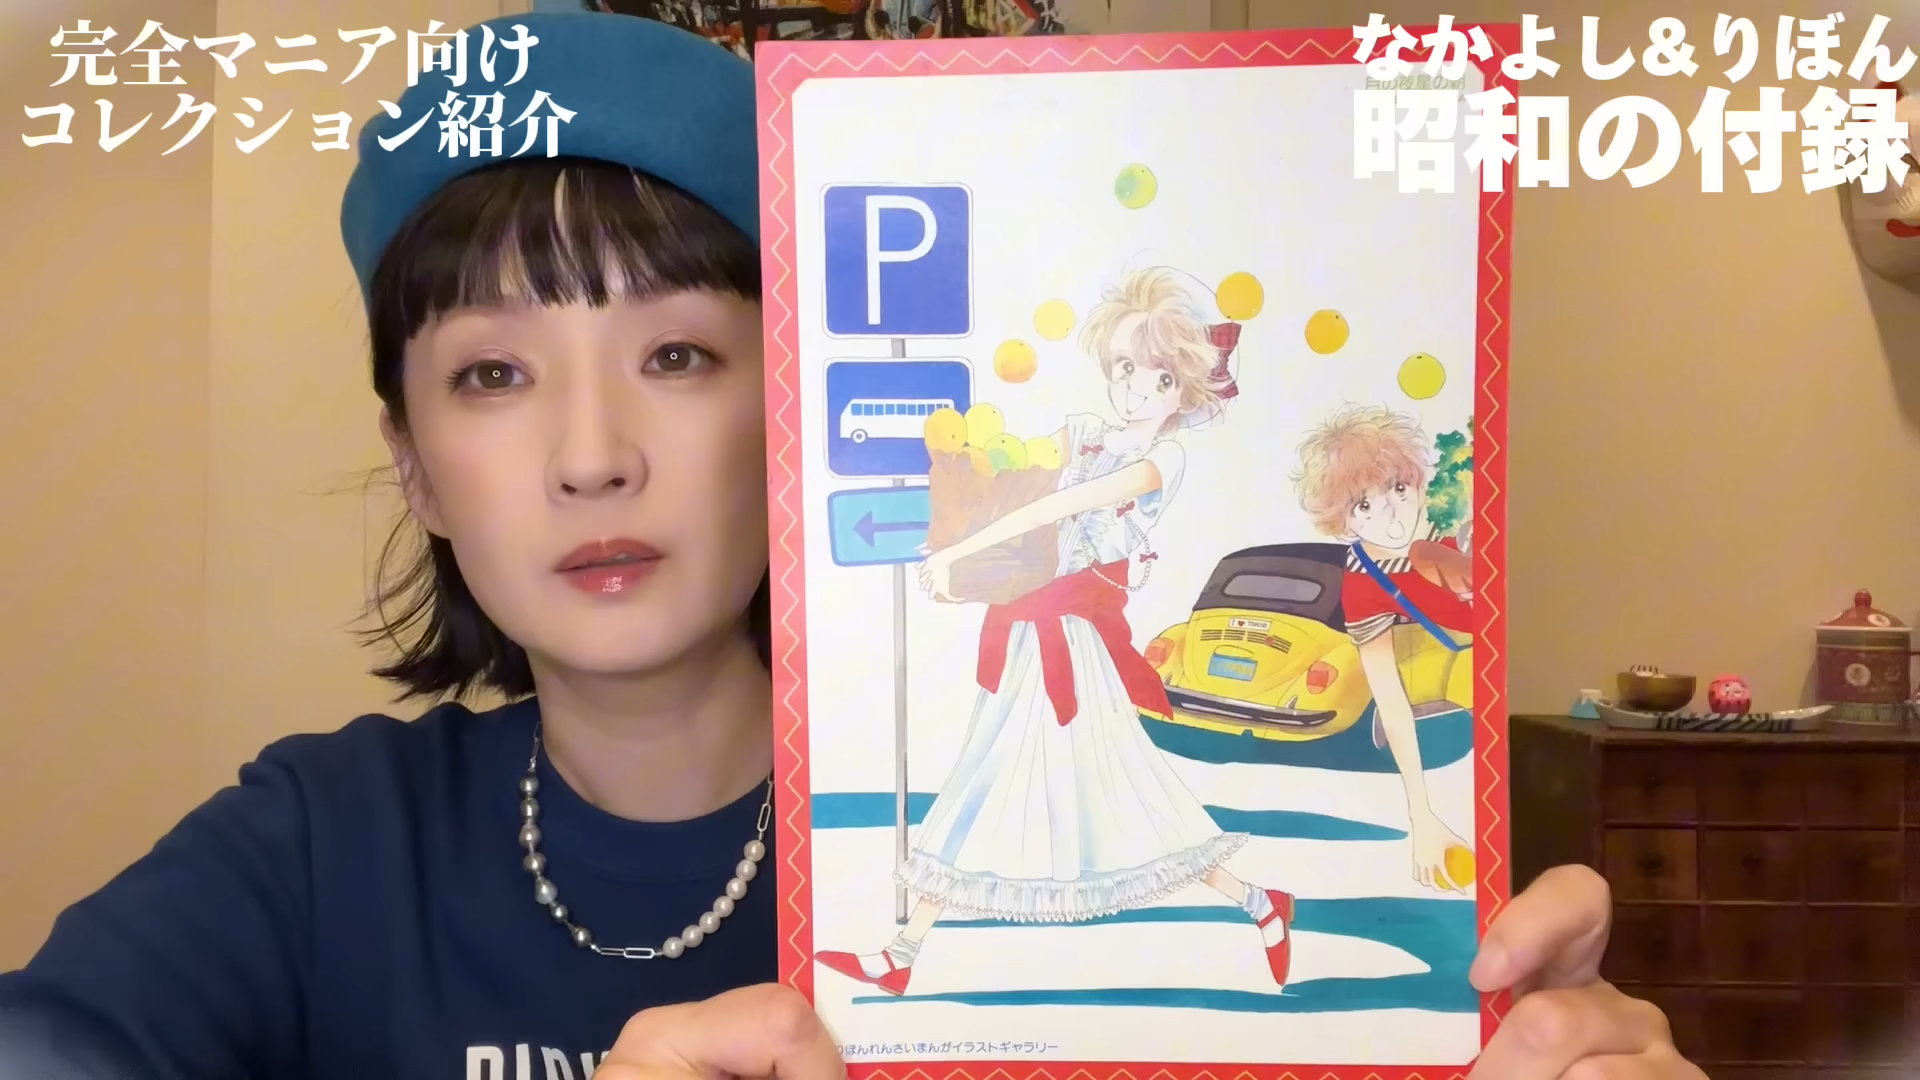 完全マニア向け
コレクション紹介
なかよし&りぼん
昭和の付録
P
I ♥ TOKYO
りぼんれんさいまんがイラストギャラリー